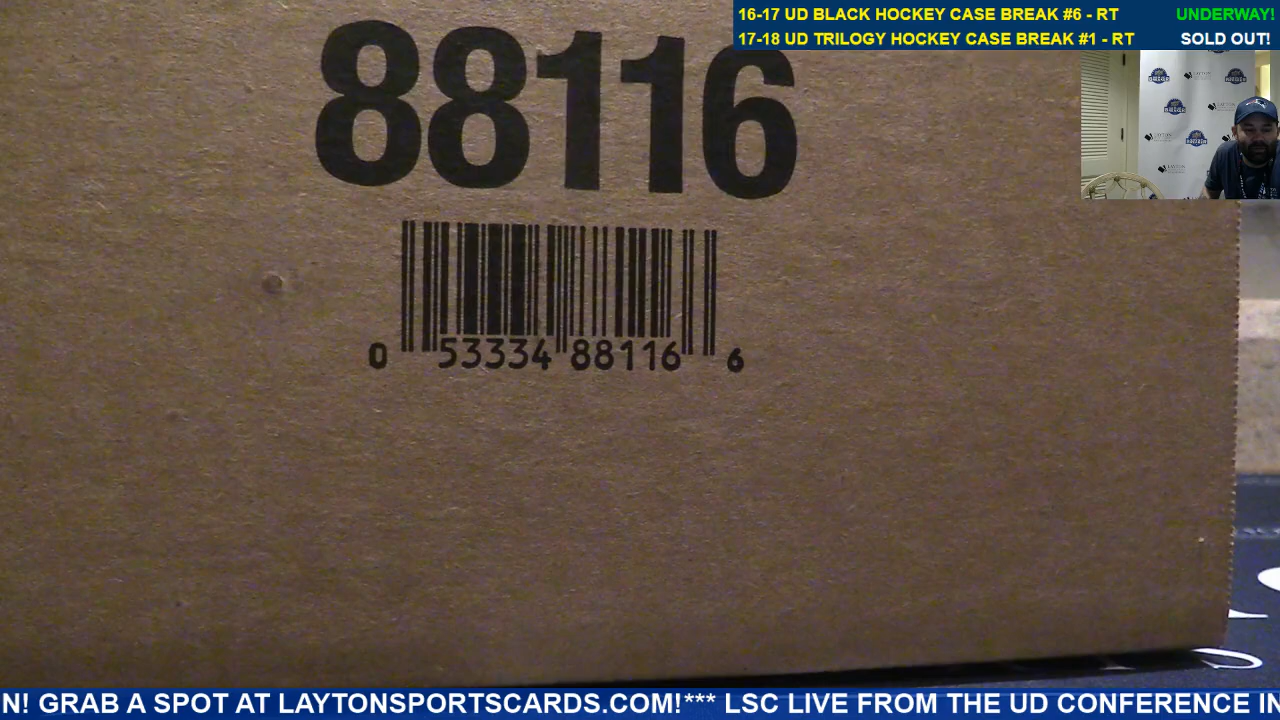 16-17 UD BLACK HOCKEY CASE BREAK #6 - RT UNDERWAY!
17-18 UD TRILOGY HOCKEY CASE BREAK #1 - RT SOLD OUT!
88116
0 53334 88116 6
N! GRAB A SPOT AT LAYTONSPORTSCARDS.COM!*** LSC LIVE FROM THE UD CONFERENCE IN